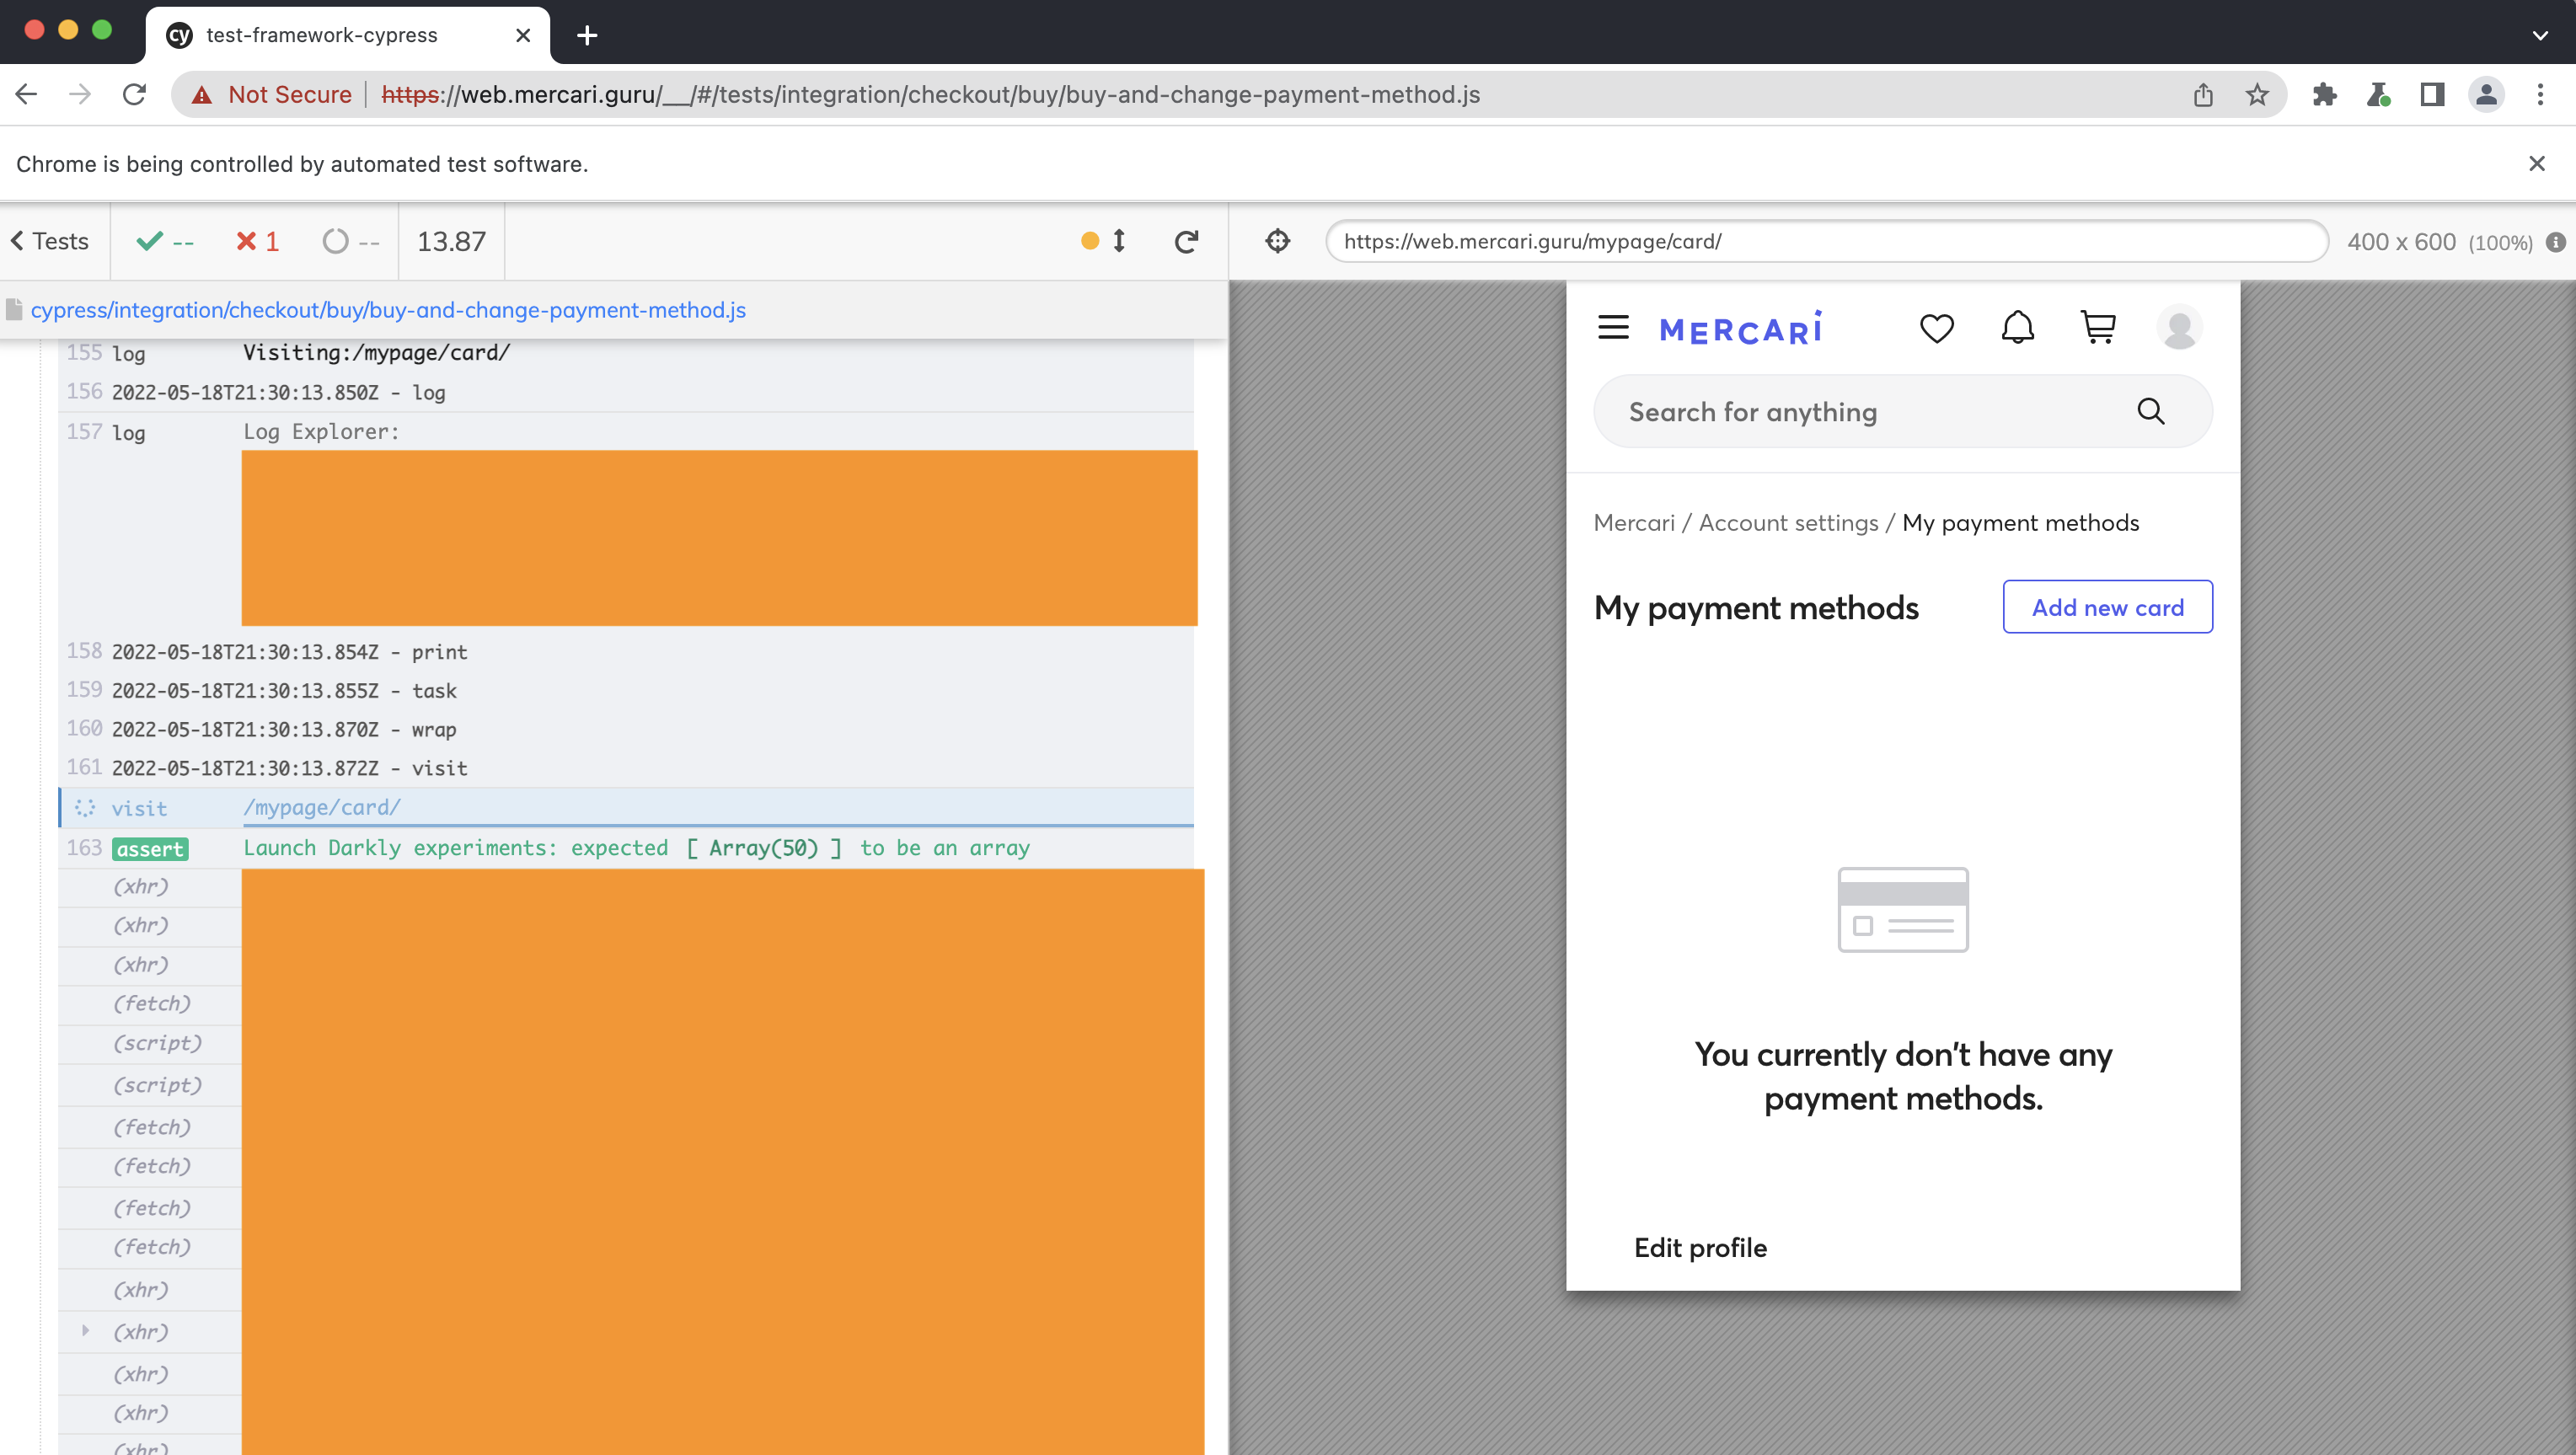 cy test-framework-cypress
Not Secure https://web.mercari.guru/__/#/tests/integration/checkout/buy/buy-and-change-payment-method.js
Chrome is being controlled by automated test software.
Tests -- 1 -- 13.87
https://web.mercari.guru/mypage/card/ 400 x 600 (100%)
cypress/integration/checkout/buy/buy-and-change-payment-method.js
155 log Visiting:/mypage/card/
156 2022-05-18T21:30:13.850Z - log
157 log Log Explorer:
158 2022-05-18T21:30:13.854Z - print
159 2022-05-18T21:30:13.855Z - task
160 2022-05-18T21:30:13.870Z - wrap
161 2022-05-18T21:30:13.872Z - visit
visit /mypage/card/
163 assert Launch Darkly experiments: expected [ Array(50) ] to be an array
(xhr)
(xhr)
(xhr)
(fetch)
(script)
(script)
(fetch)
(fetch)
(fetch)
(fetch)
(xhr)
(xhr)
(xhr)
(xhr)
(xhr)
MERCARI
Search for anything
Mercari / Account settings / My payment methods
My payment methods
Add new card
You currently don't have any
payment methods.
Edit profile